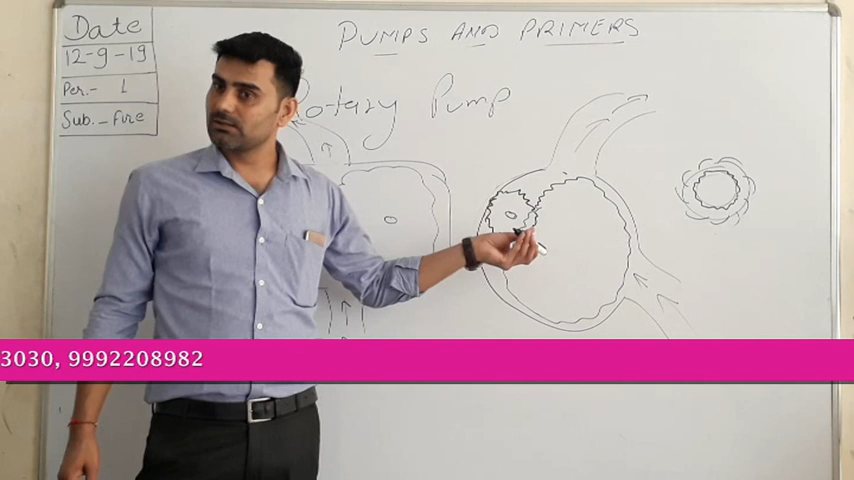 Date
12-9-19
Per.- 1
Sub.- Fire
PUMPS AND PRIMERS
Rotary Pump
3030, 9992208982